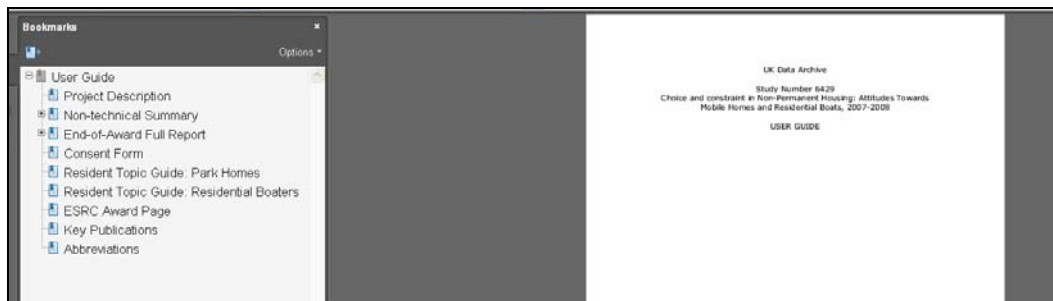 Bookmarks
Options
User Guide
Project Description
Non-technical Summary
End-of-Award Full Report
Consent Form
Resident Topic Guide: Park Homes
Resident Topic Guide: Residential Boaters
ESRC Award Page
Key Publications
Abbreviations
UK Data Archive
Study Number 6429
Choice and constraint in Non-Permanent Housing: Attitudes Towards
Mobile Homes and Residential Boats, 2007-2008
USER GUIDE